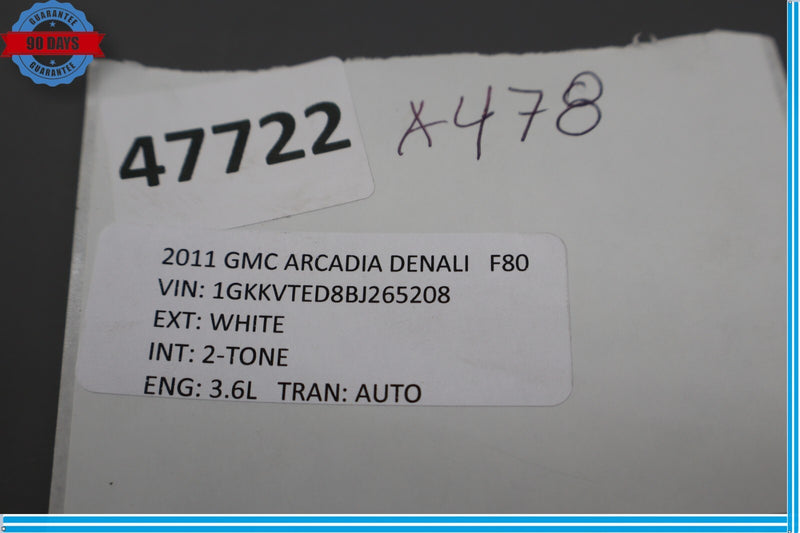 GUARANTEE
90 DAYS
GUARANTEE
47722
X478
2011 GMC ARCADIA DENALI F80
VIN: 1GKKVTED8BJ265208
EXT: WHITE
INT: 2-TONE
ENG: 3.6L TRAN: AUTO